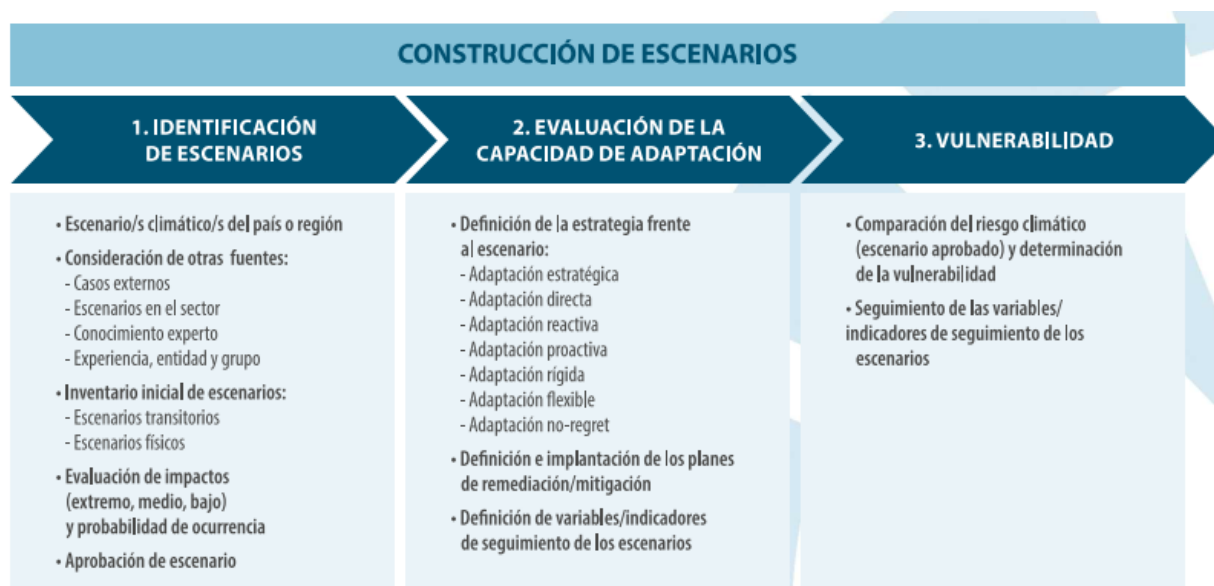 CONSTRUCCIÓN DE ESCENARIOS
1. IDENTIFICACIÓN
DE ESCENARIOS
• Escenario/s climático/s del país o región
• Consideración de otras fuentes:
- Casos externos
- Escenarios en el sector
- Conocimiento experto
- Experiencia, entidad y grupo
• Inventario inicial de escenarios:
- Escenarios transitorios
- Escenarios físicos
• Evaluación de impactos
(extremo, medio, bajo)
y probabilidad de ocurrencia
• Aprobación de escenario
2. EVALUACIÓN DE LA
CAPACIDAD DE ADAPTACIÓN
• Definición de la estrategia frente
al escenario:
- Adaptación estratégica
- Adaptación directa
- Adaptación reactiva
- Adaptación proactiva
- Adaptación rígida
- Adaptación flexible
- Adaptación no-regret
• Definición e implantación de los planes
de remediación/mitigación
• Definición de variables/indicadores
de seguimiento de los escenarios
3. VULNERABILIDAD
• Comparación del riesgo climático
(escenario aprobado) y determinación
de la vulnerabilidad
• Seguimiento de las variables/
indicadores de seguimiento de los
escenarios